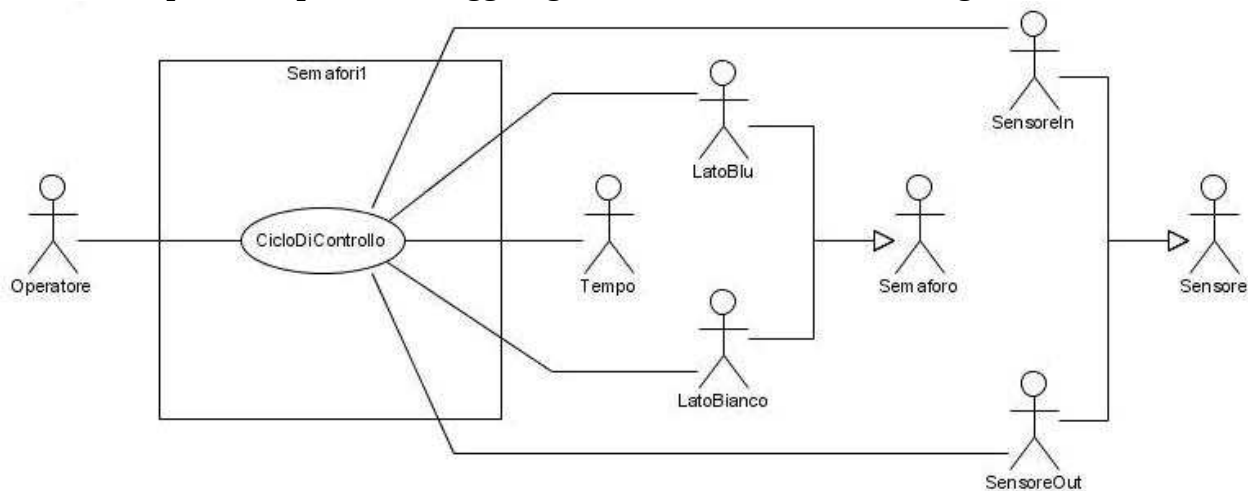 Semafori1
SensoreIn
LatoBlu
CicloDiControllo
Operatore
Tempo
Semaforo
Sensore
LatoBianco
SensoreOut